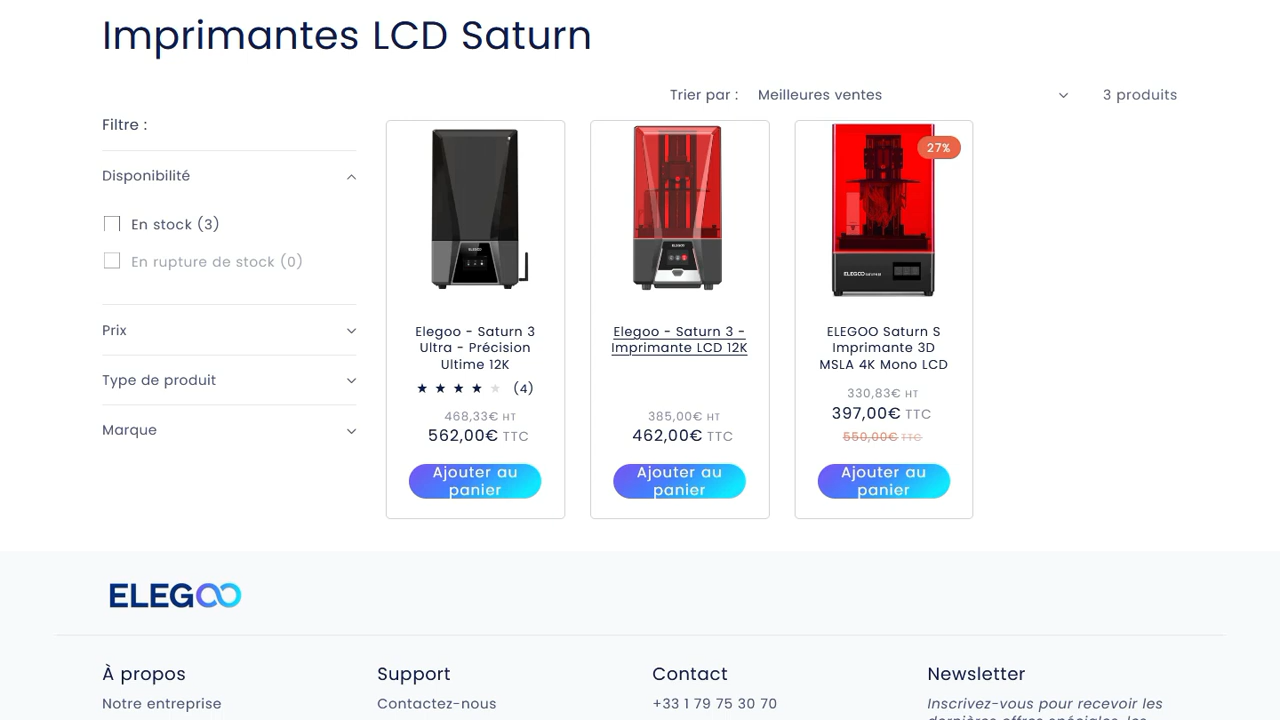 Imprimantes LCD Saturn
Trier par :
Meilleures ventes
3 produits
Filtre :
Disponibilité
En stock (3)
En rupture de stock (0)
Prix
Type de produit
Marque
ELEGOO
Elegoo - Saturn 3
Ultra - Précision
Ultime 12K
(4)
468,33€ HT
562,00€ TTC
Ajouter au
panier
ELEGOO
Elegoo - Saturn 3 -
Imprimante LCD 12K
385,00€ HT
462,00€ TTC
Ajouter au
panier
27%
ELEGOO
ELEGOO Saturn S
Imprimante 3D
MSLA 4K Mono LCD
330,83€ HT
397,00€ TTC
550,00€ TTC
Ajouter au
panier
ELEGOO
À propos
Notre entreprise
Support
Contactez-nous
Contact
+33 1 79 75 30 70
Newsletter
Inscrivez-vous pour recevoir les
dernières offres spéciales, les